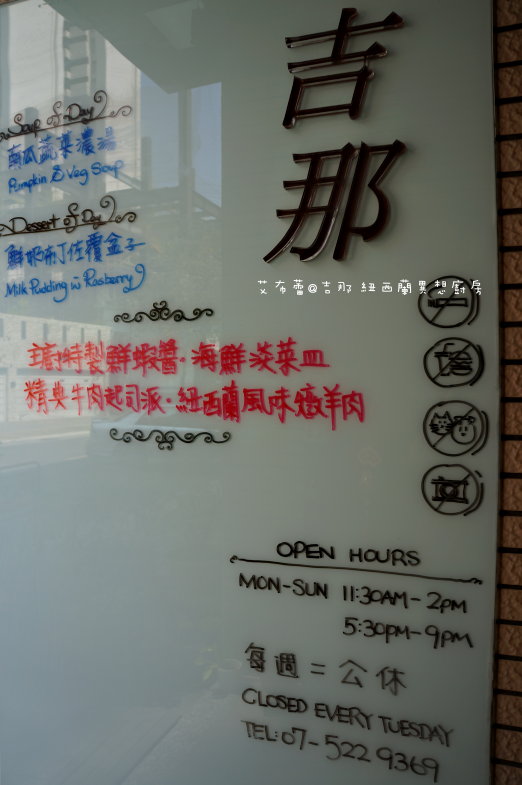 吉那
Soup of Day
南瓜蔬菜濃湯
Pumpkin & Veg Soup
Dessert of Day
鮮奶布丁佐覆盆子
Milk Pudding w Rasberry
艾布蕾@吉那 紐西蘭異想廚房
主廚特製鮮蝦醬·海鮮淡菜皿
精典牛肉起司派·紐西蘭風味燉羊肉
OPEN HOURS
MON-SUN 11:30AM-2PM
5:30PM-9PM
每週二公休
CLOSED EVERY TUESDAY
TEL:07-522 9369